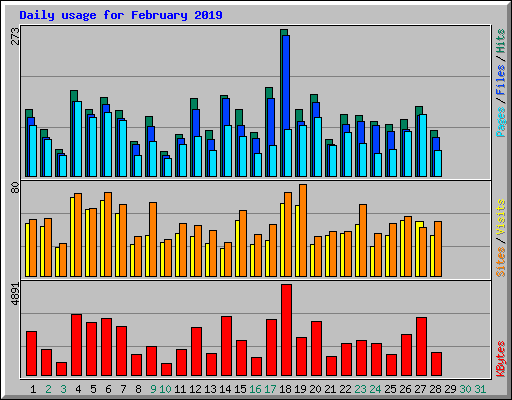 Daily usage for February 2019
273
Pages / Files / Hits
80
Sites / Visits
4891
KBytes
1 2 3 4 5 6 7 8 9 10 11 12 13 14 15 16 17 18 19 20 21 22 23 24 25 26 27 28 29 30 31